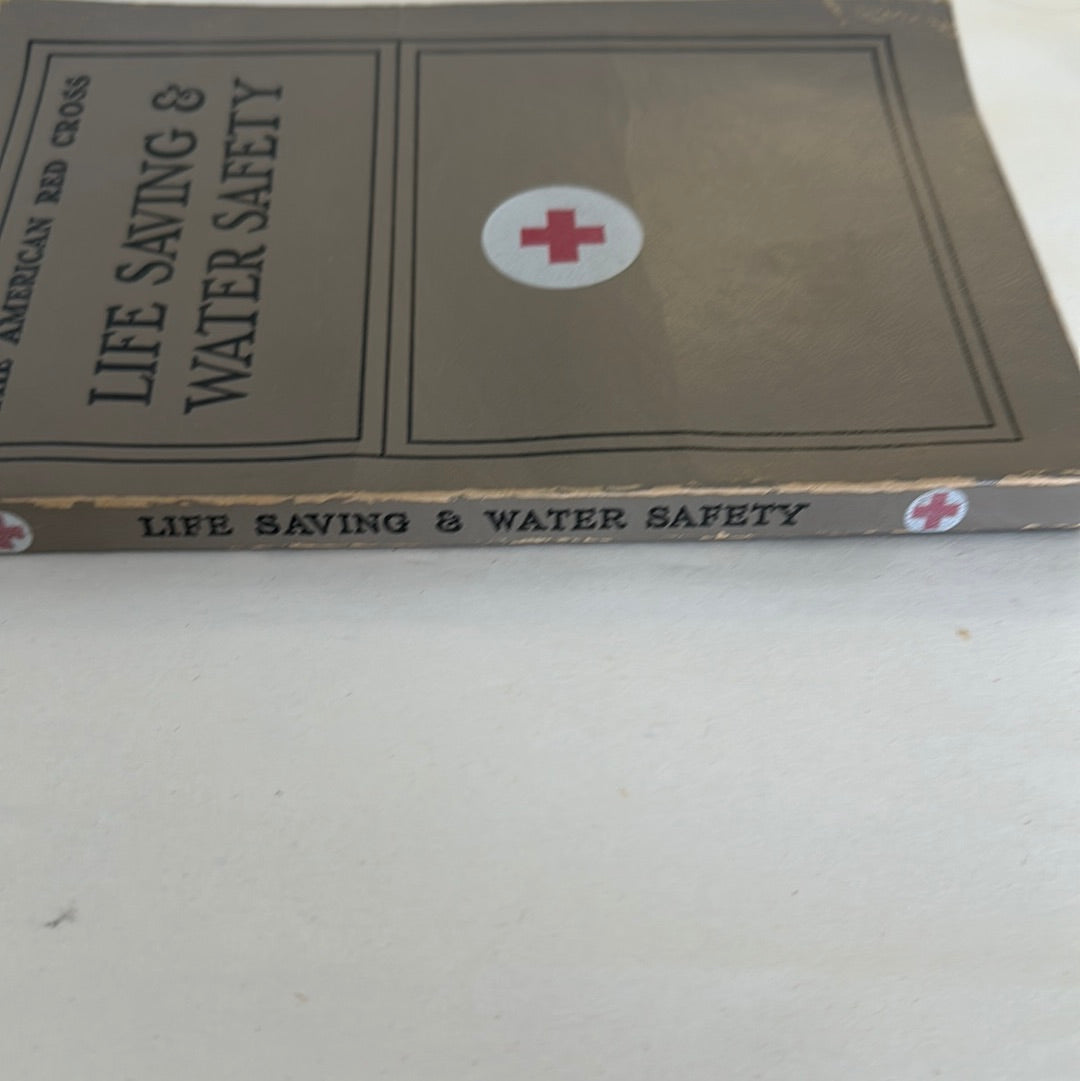 AMERICAN RED CROSS
LIFE SAVING &
WATER SAFETY
LIFE SAVING & WATER SAFETY